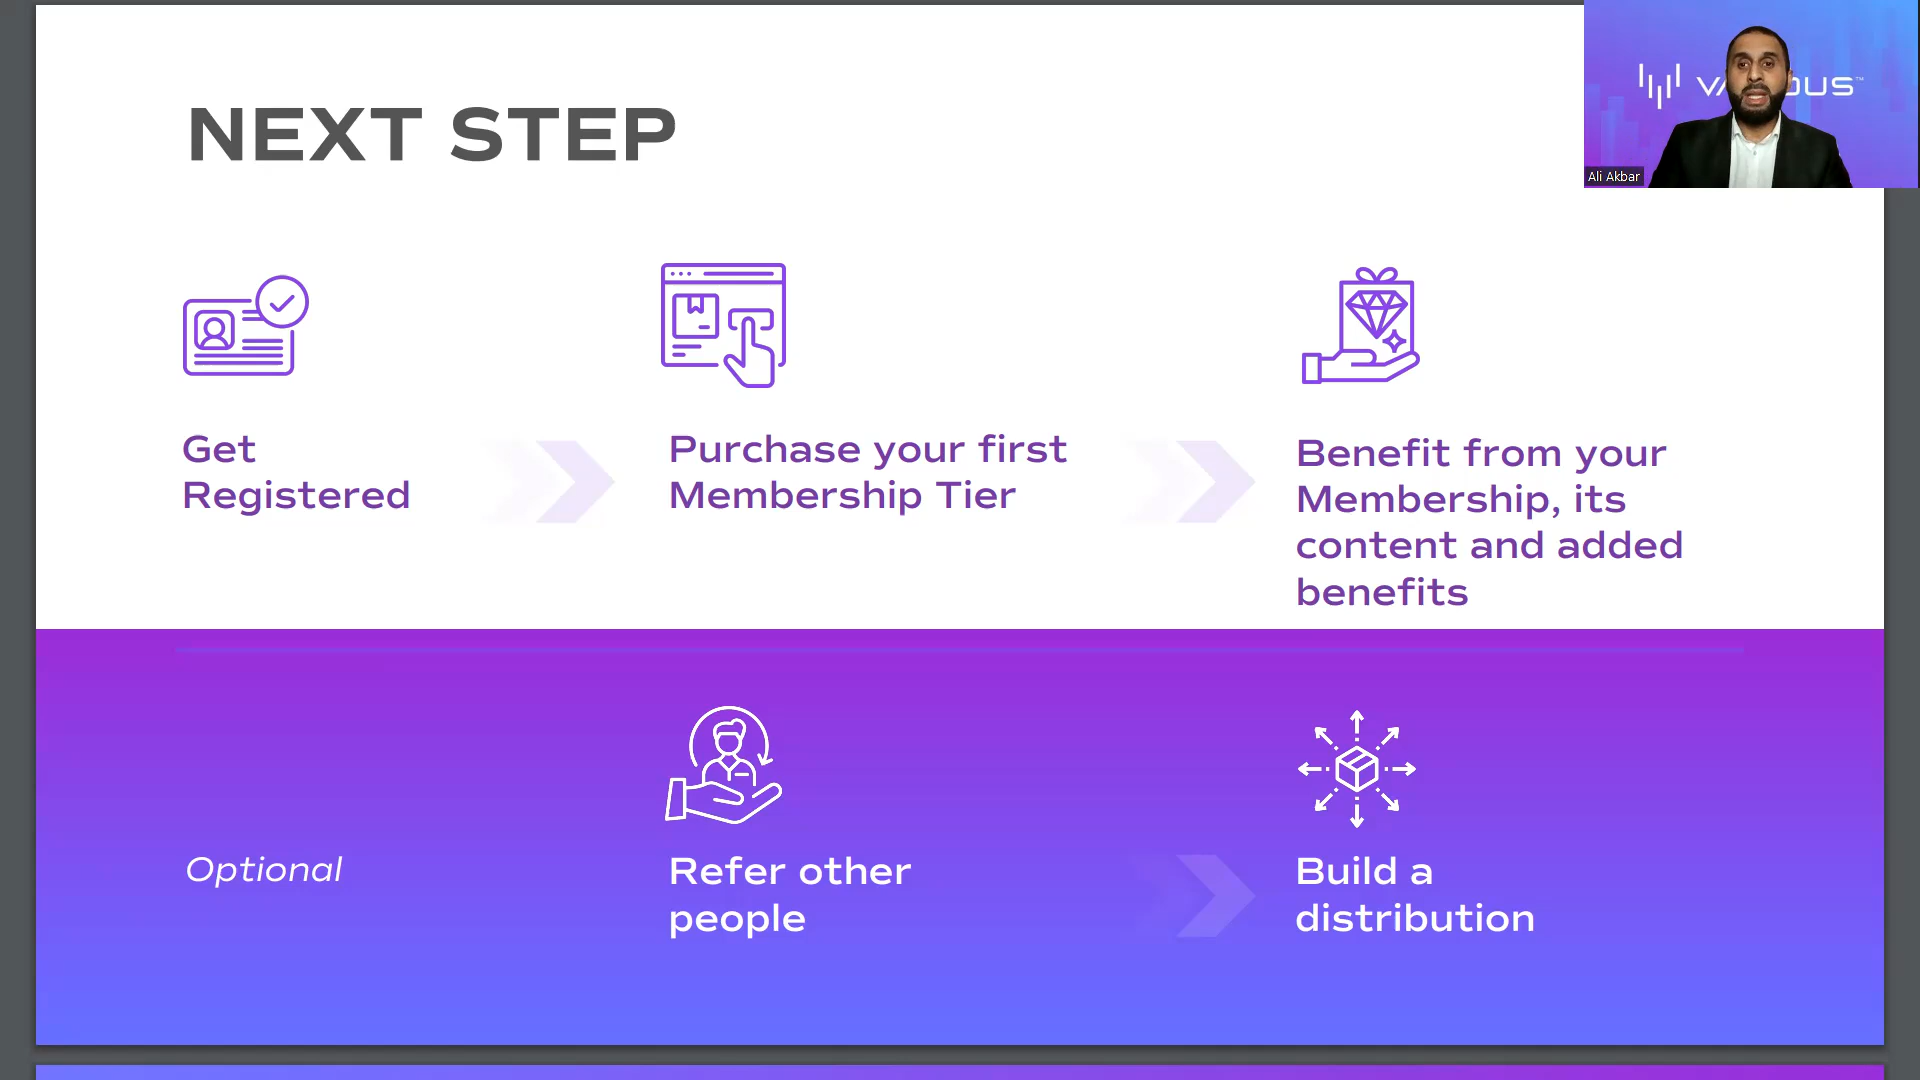 NEXT STEP
Ali Akbar
Get
Registered
Purchase your first
Membership Tier
Benefit from your
Membership, its
content and added
benefits
Optional
Refer other
people
Build a
distribution